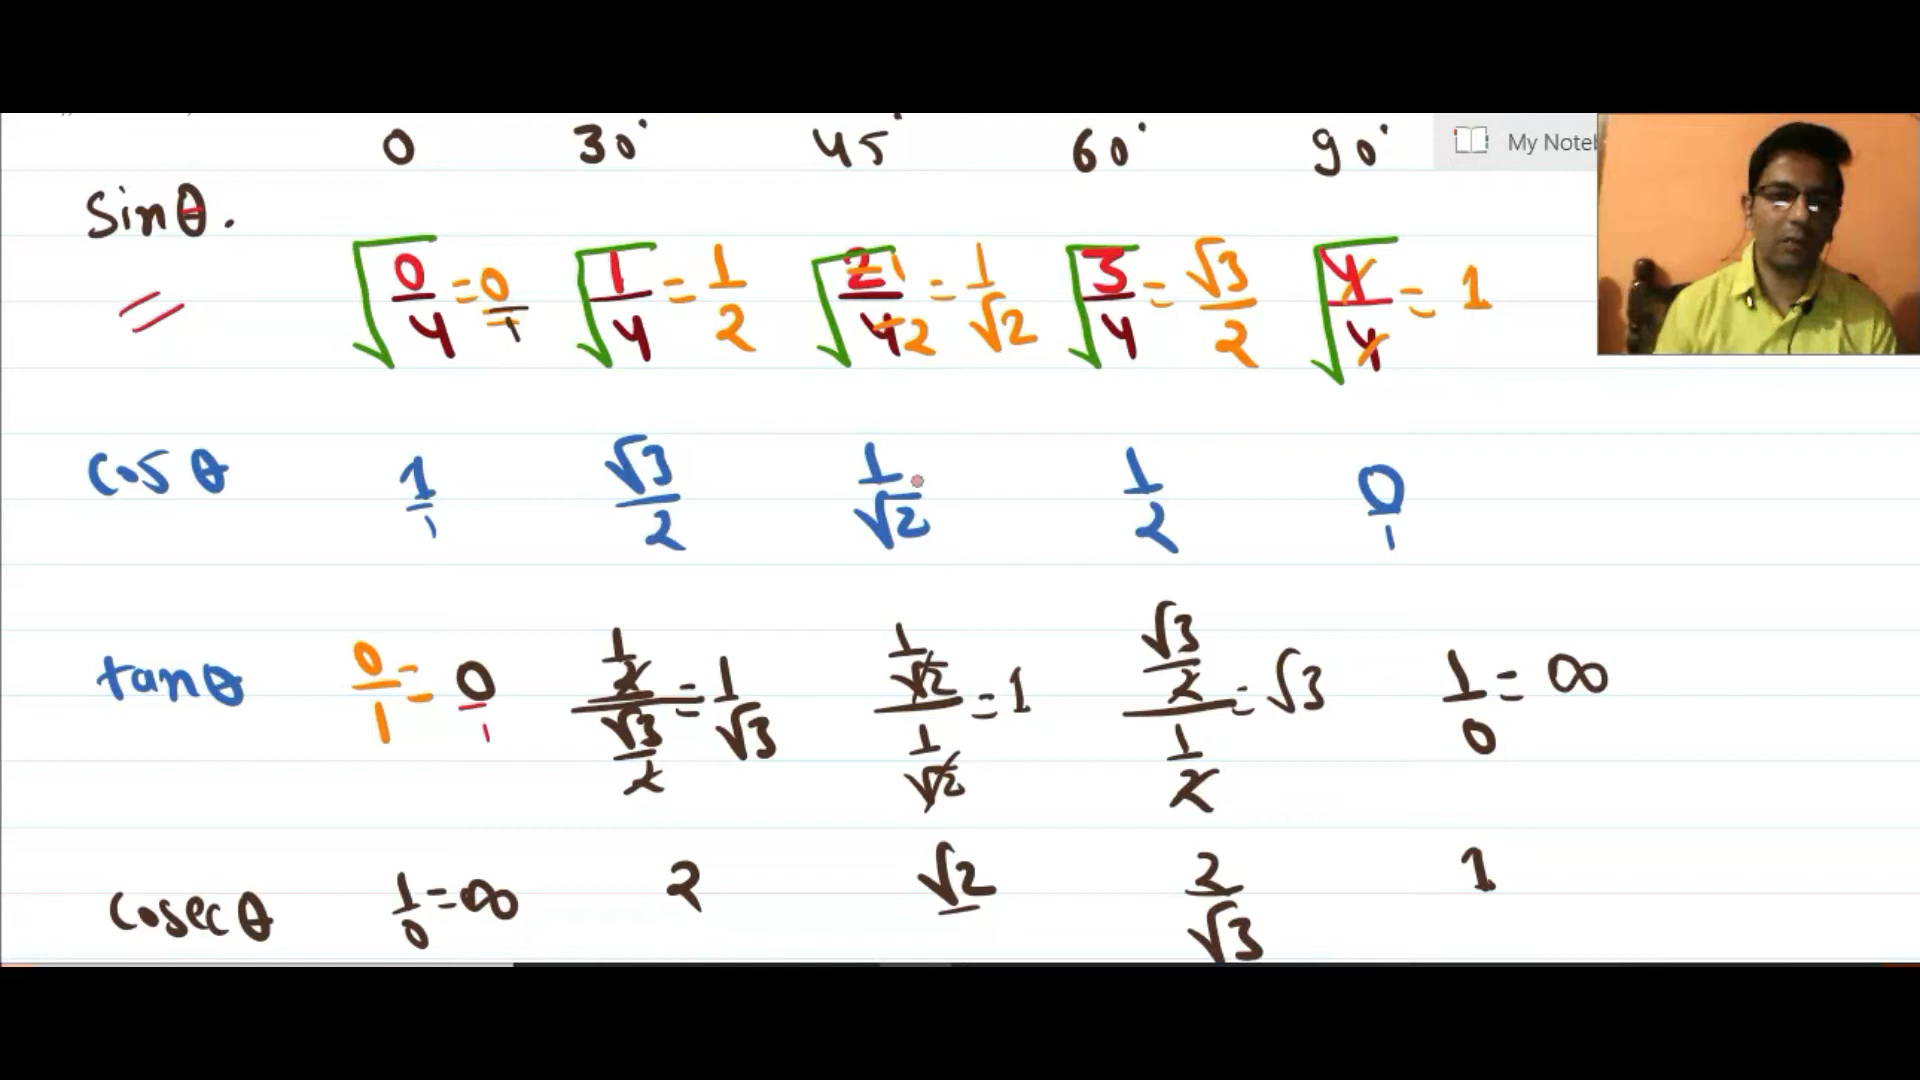 0 30° 45° 60° 90°
My Noteb
Sinθ.
√0/4 = 0/1 √1/4 = 1/2 √2/4 1/2 = 1/√2 √3/4 = √3/2 √4/4 = 1
cosθ 1/1 √3/2 1/√2 1/2 0/1
tanθ 0/1 = 0/1 1/2/√3/2 = 1/√3 1/√2/1/√2 = 1 √3/2/1/2 = √3 1/0 = ∞
cosecθ 1/0 = ∞ 2 √2 2/√3 1